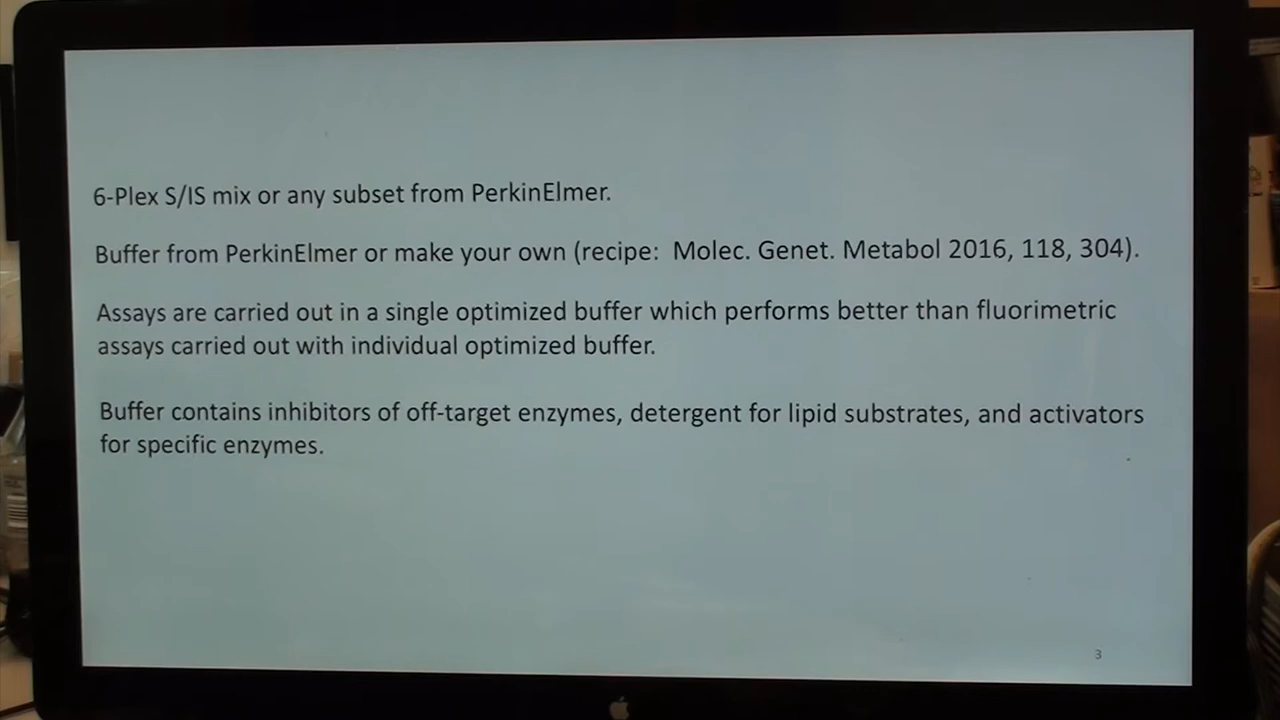 6-Plex S/IS mix or any subset from PerkinElmer.
Buffer from PerkinElmer or make your own (recipe:  Molec. Genet. Metabol 2016, 118, 304).
Assays are carried out in a single optimized buffer which performs better than fluorimetric
assays carried out with individual optimized buffer.
Buffer contains inhibitors of off-target enzymes, detergent for lipid substrates, and activators
for specific enzymes.
3